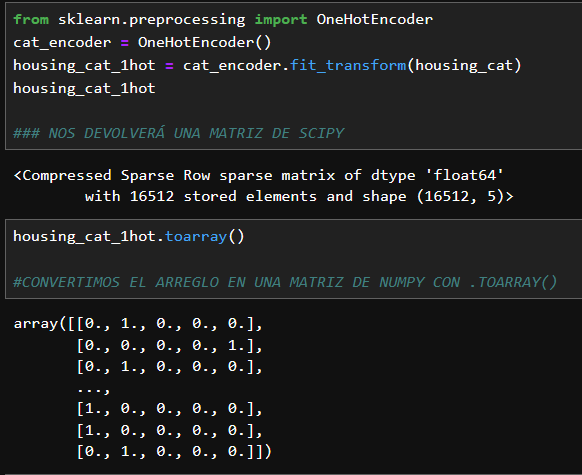 from sklearn.preprocessing import OneHotEncoder
cat_encoder = OneHotEncoder()
housing_cat_1hot = cat_encoder.fit_transform(housing_cat)
housing_cat_1hot
### NOS DEVOLVERÁ UNA MATRIZ DE SCIPY
<Compressed Sparse Row sparse matrix of dtype 'float64'
        with 16512 stored elements and shape (16512, 5)>
housing_cat_1hot.toarray()
#CONVERTIMOS EL ARREGLO EN UNA MATRIZ DE NUMPY CON .TOARRAY()
array([[0., 1., 0., 0., 0.],
       [0., 0., 0., 0., 1.],
       [0., 1., 0., 0., 0.],
       ...,
       [1., 0., 0., 0., 0.],
       [1., 0., 0., 0., 0.],
       [0., 1., 0., 0., 0.]])